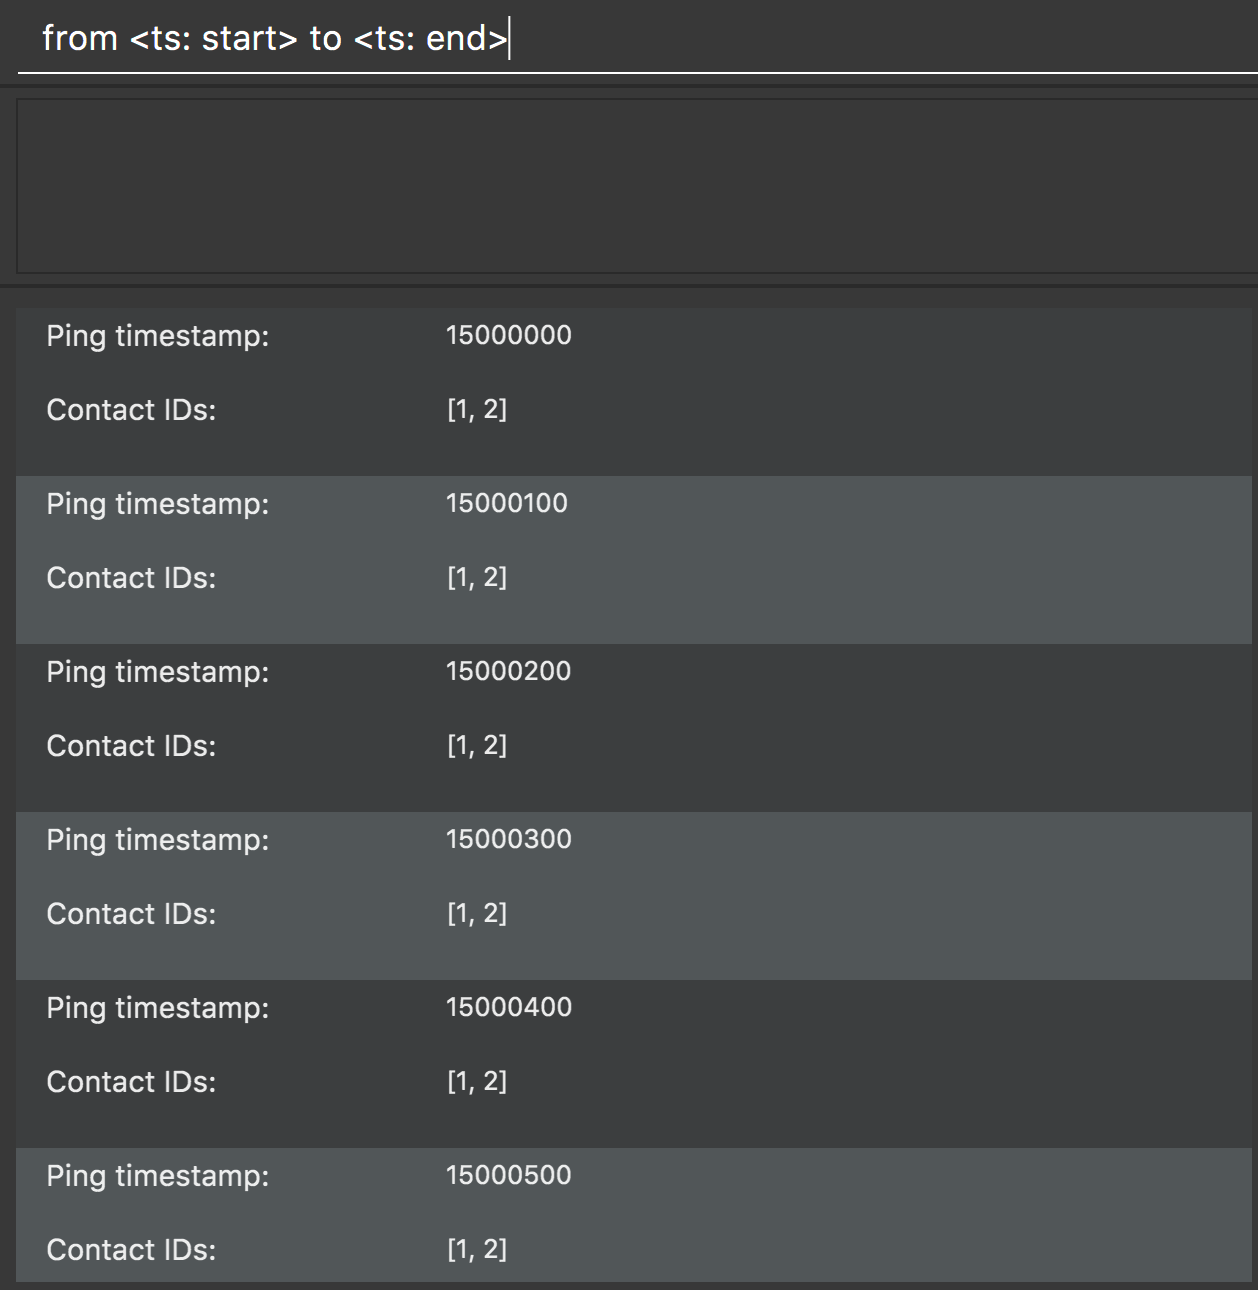 from <ts: start> to <ts: end>
Ping timestamp: 15000000
Contact IDs: [1, 2]
Ping timestamp: 15000100
Contact IDs: [1, 2]
Ping timestamp: 15000200
Contact IDs: [1, 2]
Ping timestamp: 15000300
Contact IDs: [1, 2]
Ping timestamp: 15000400
Contact IDs: [1, 2]
Ping timestamp: 15000500
Contact IDs: [1, 2]